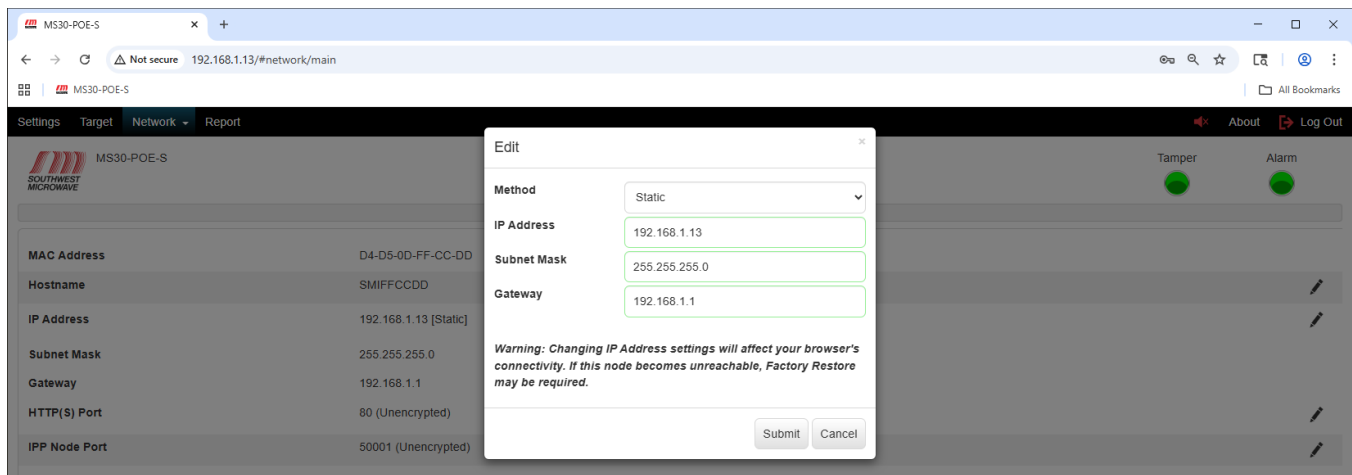 MS30-POE-S
Not secure 192.168.1.13/#network/main
MS30-POE-S
All Bookmarks
Settings Target Network Report About Log Out
SOUTHWEST
MICROWAVE
MS30-POE-S
Tamper Alarm
MAC Address D4-D5-0D-FF-CC-DD
Hostname SMIFFCCDD
IP Address 192.168.1.13 [Static]
Subnet Mask 255.255.255.0
Gateway 192.168.1.1
HTTP(S) Port 80 (Unencrypted)
IPP Node Port 50001 (Unencrypted)
Edit
Method Static
IP Address 192.168.1.13
Subnet Mask 255.255.255.0
Gateway 192.168.1.1
Warning: Changing IP Address settings will affect your browser's
connectivity. If this node becomes unreachable, Factory Restore
may be required.
Submit Cancel